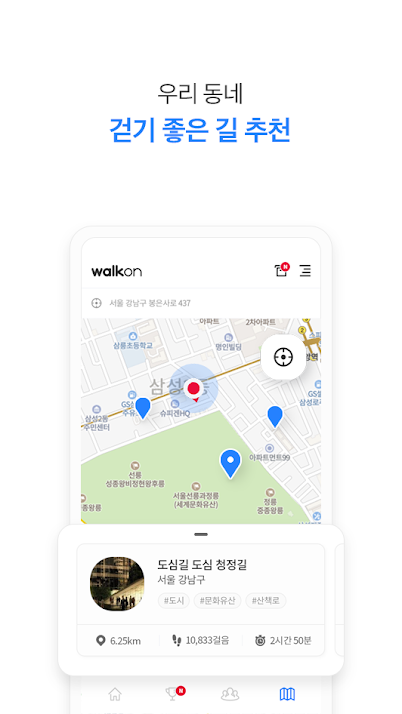 우리 동네
걷기 좋은 길 추천
walkon
N
서울 강남구 봉은사로 437
아파트
2차아파트
삼릉초등학교
명인빌딩
삼성동
GS
주유
슈피겐HQ
삼성2동
주민센터
아파트먼트99
선릉
성종왕비정현왕후릉
서울선릉과정릉
(세계문화유산)
정릉
중종왕릉
도심길 도심 청정길
서울 강남구
#도시
#문화유산
#산책로
6.25km
10,833걸음
2시간 50분
N